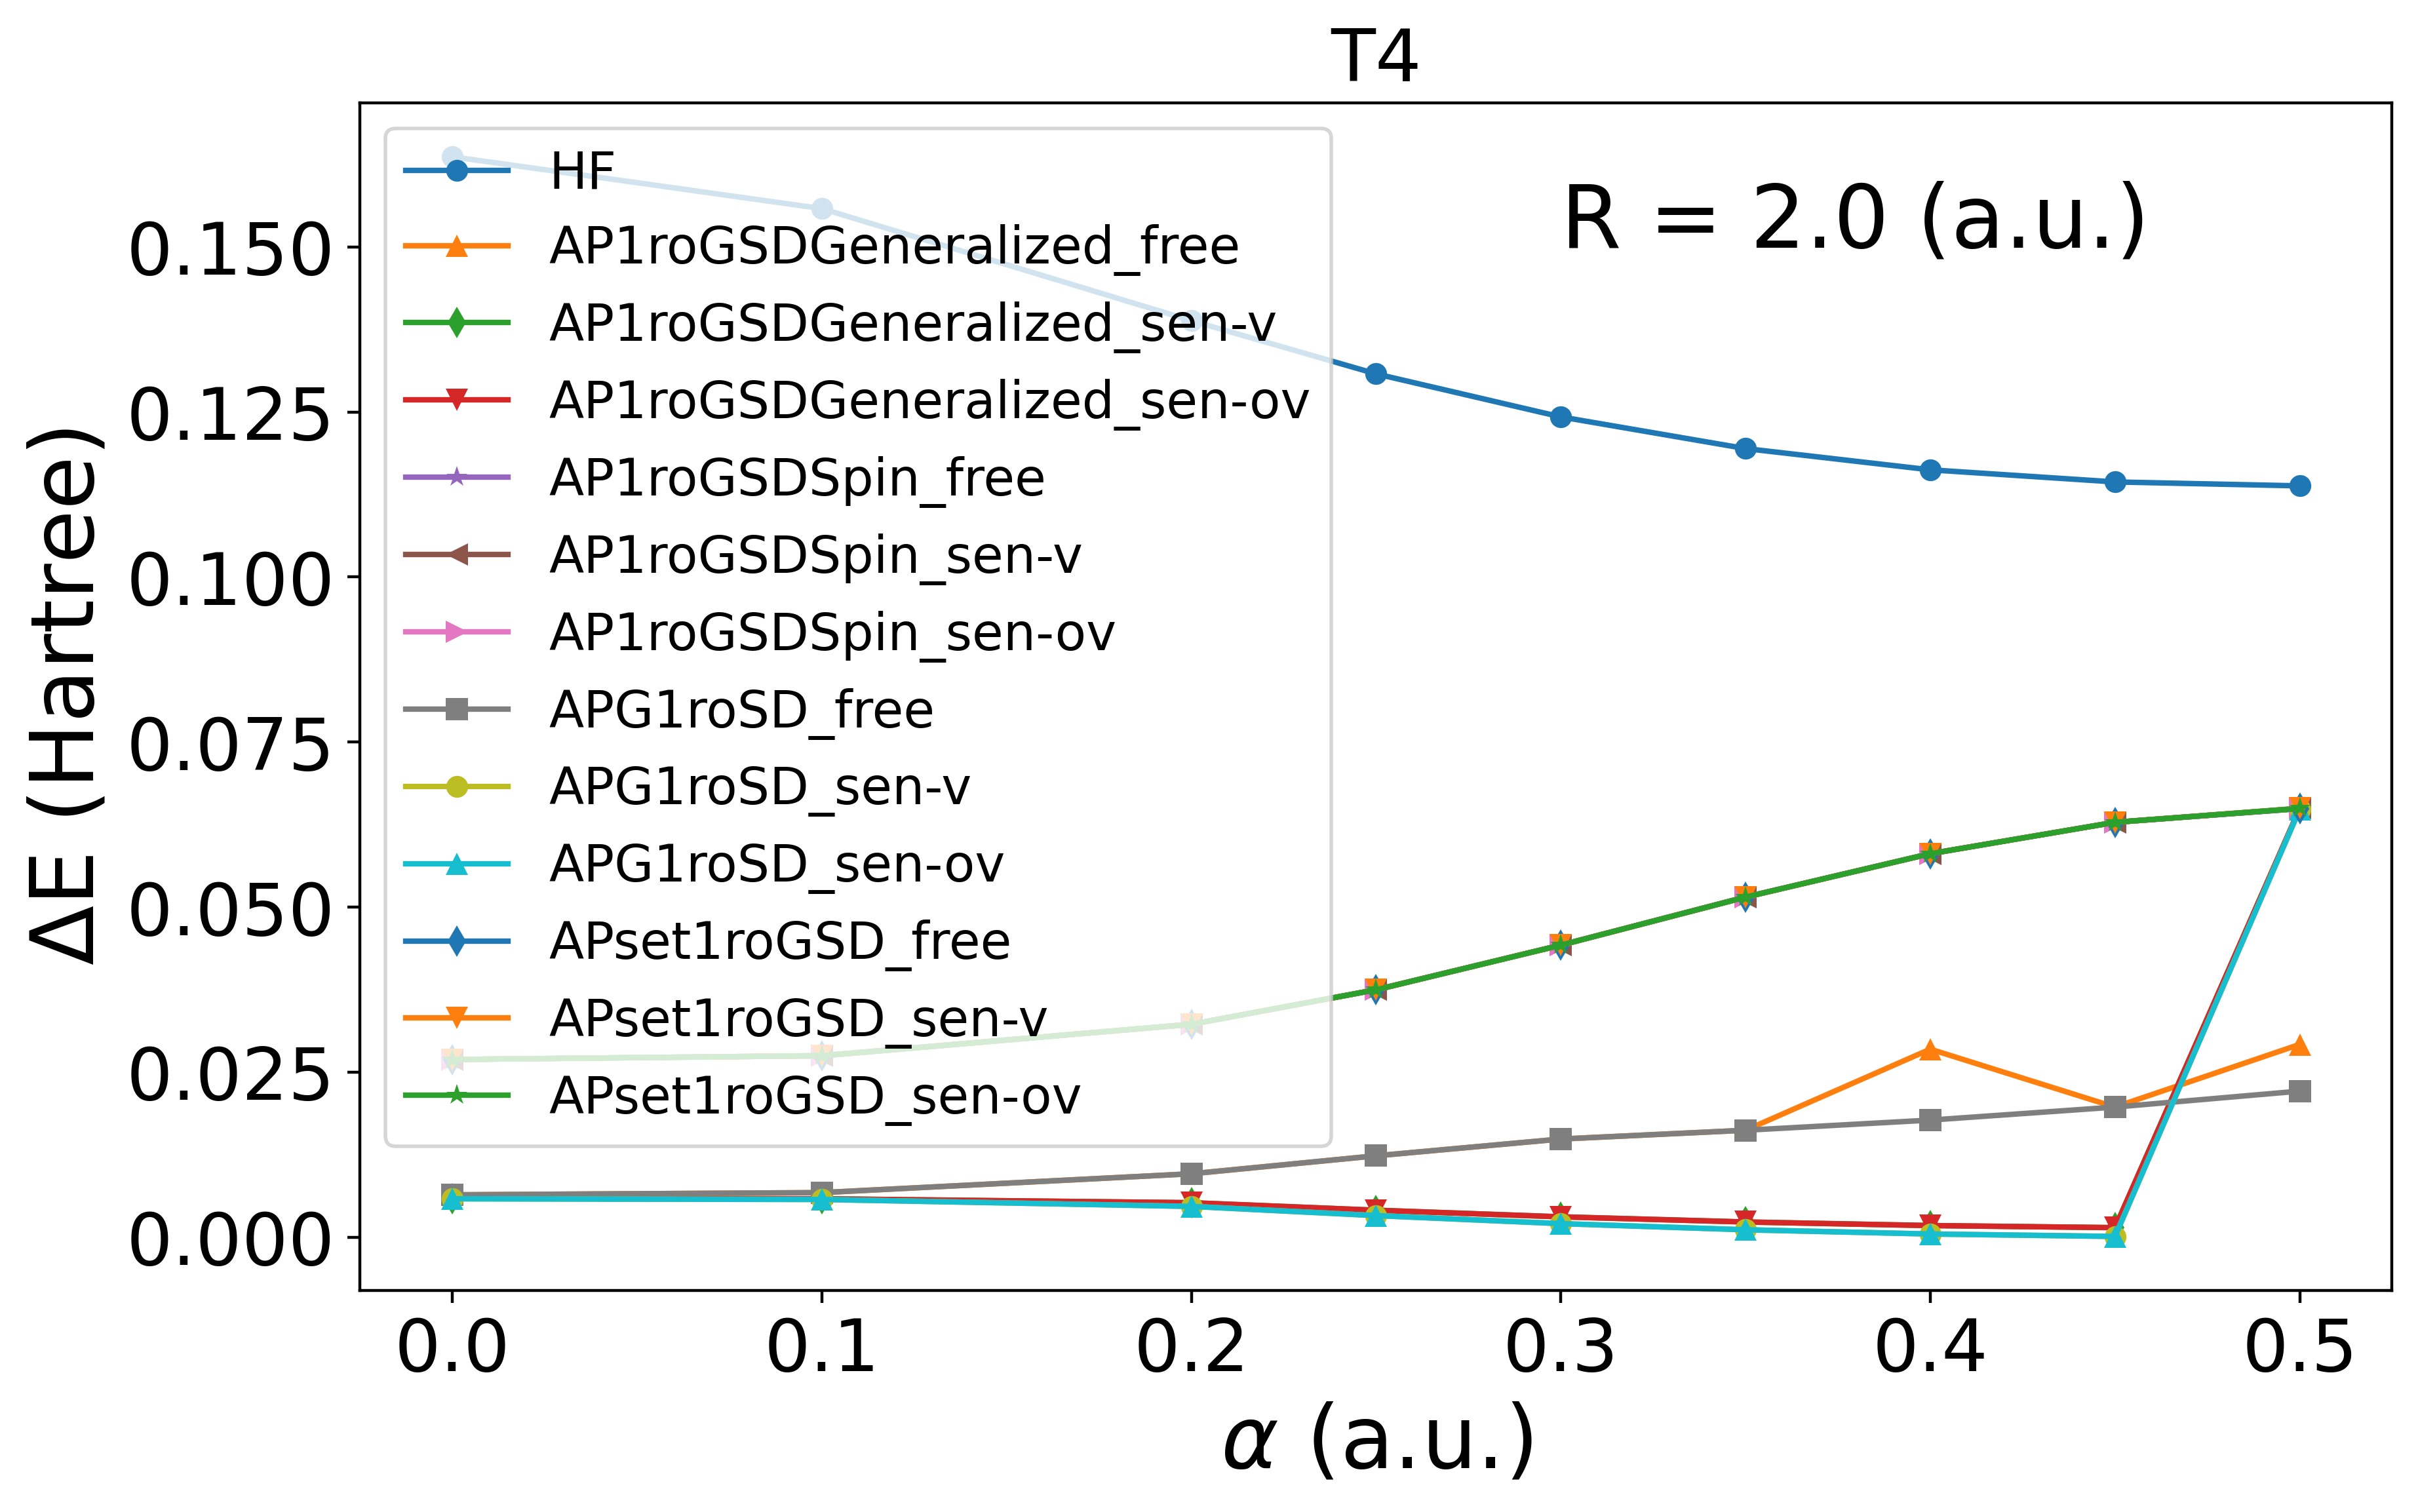 T4
R = 2.0 (a.u.)
HF
AP1roGSDGeneralized_free
AP1roGSDGeneralized_sen-v
AP1roGSDGeneralized_sen-ov
AP1roGSDSpin_free
AP1roGSDSpin_sen-v
AP1roGSDSpin_sen-ov
APG1roSD_free
APG1roSD_sen-v
APG1roSD_sen-ov
APset1roGSD_free
APset1roGSD_sen-v
APset1roGSD_sen-ov
ΔE (Hartree)
0.150
0.125
0.100
0.075
0.050
0.025
0.000
0.0 0.1 0.2 0.3 0.4 0.5
α (a.u.)